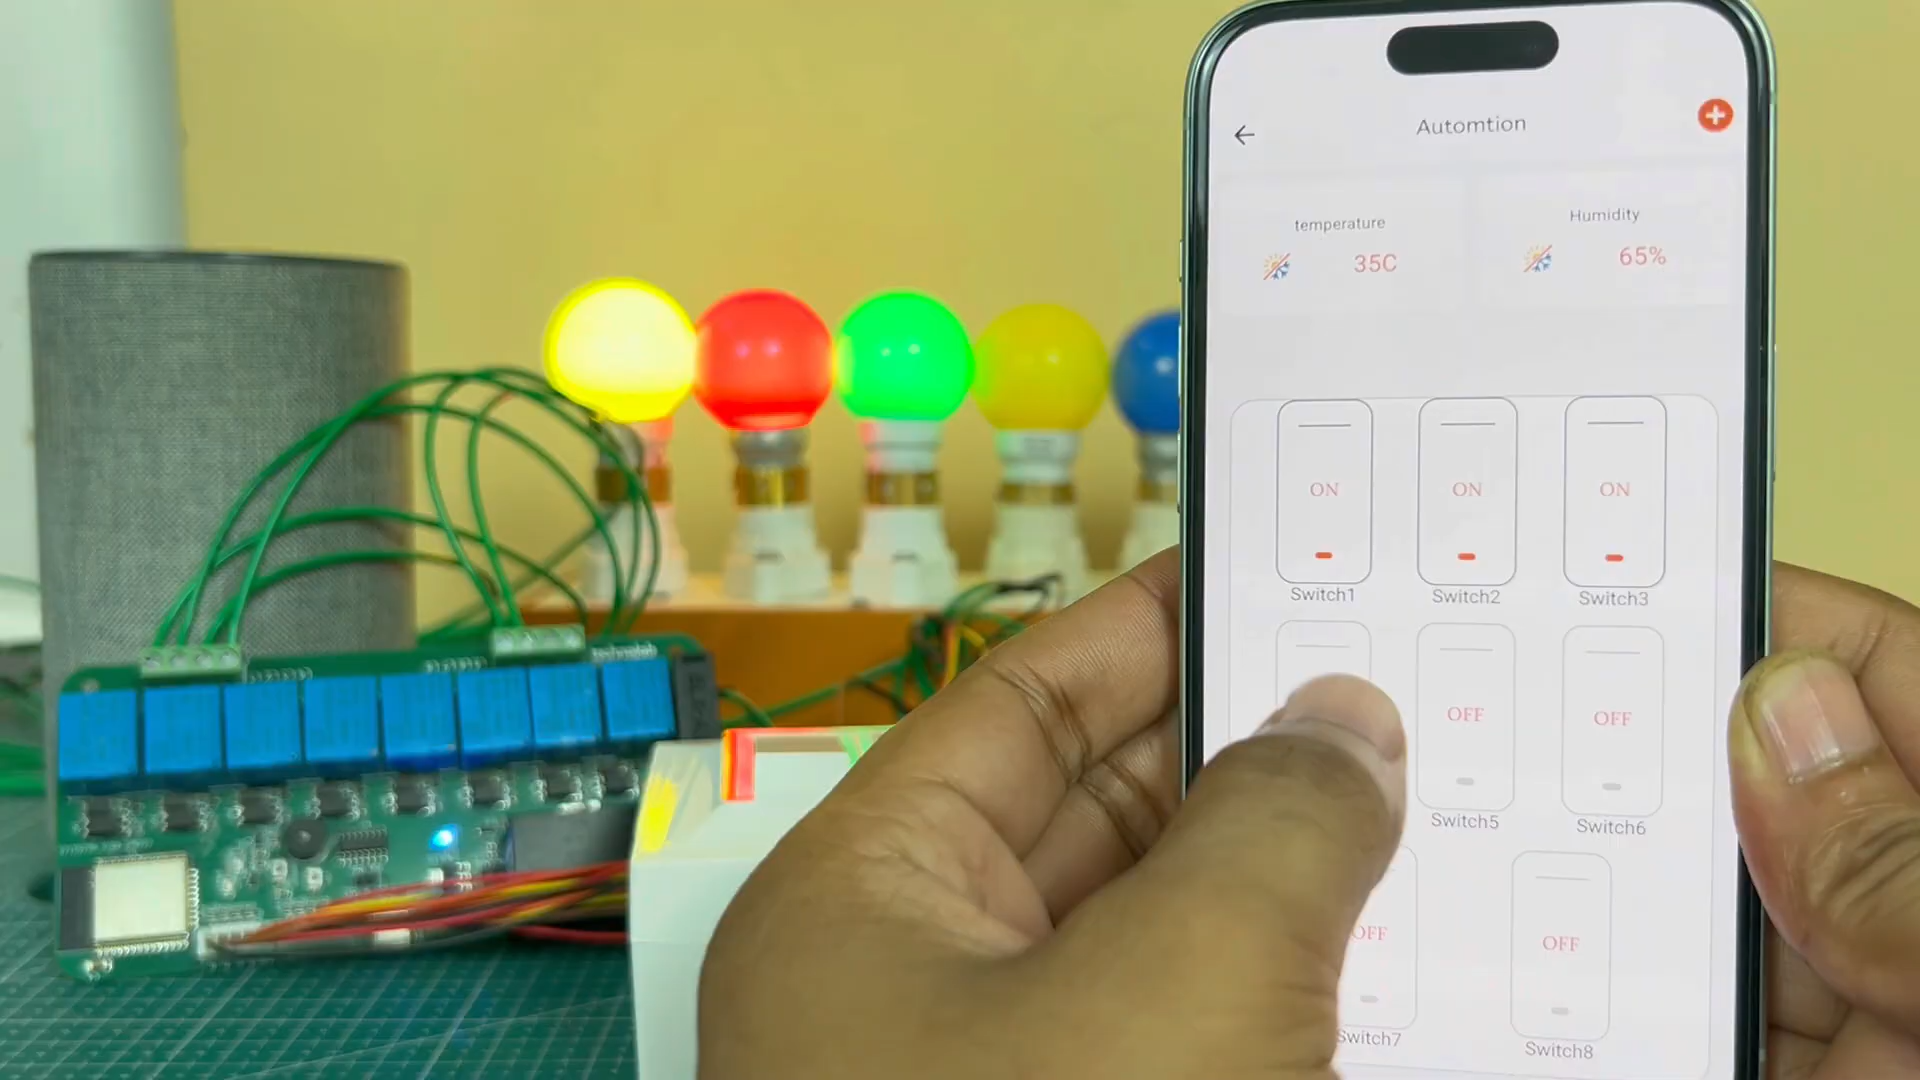 Automtion
temperature
35C
Humidity
65%
ON
ON
ON
Switch1
Switch2
Switch3
OFF
OFF
Switch5
Switch6
OFF
OFF
Switch7
Switch8